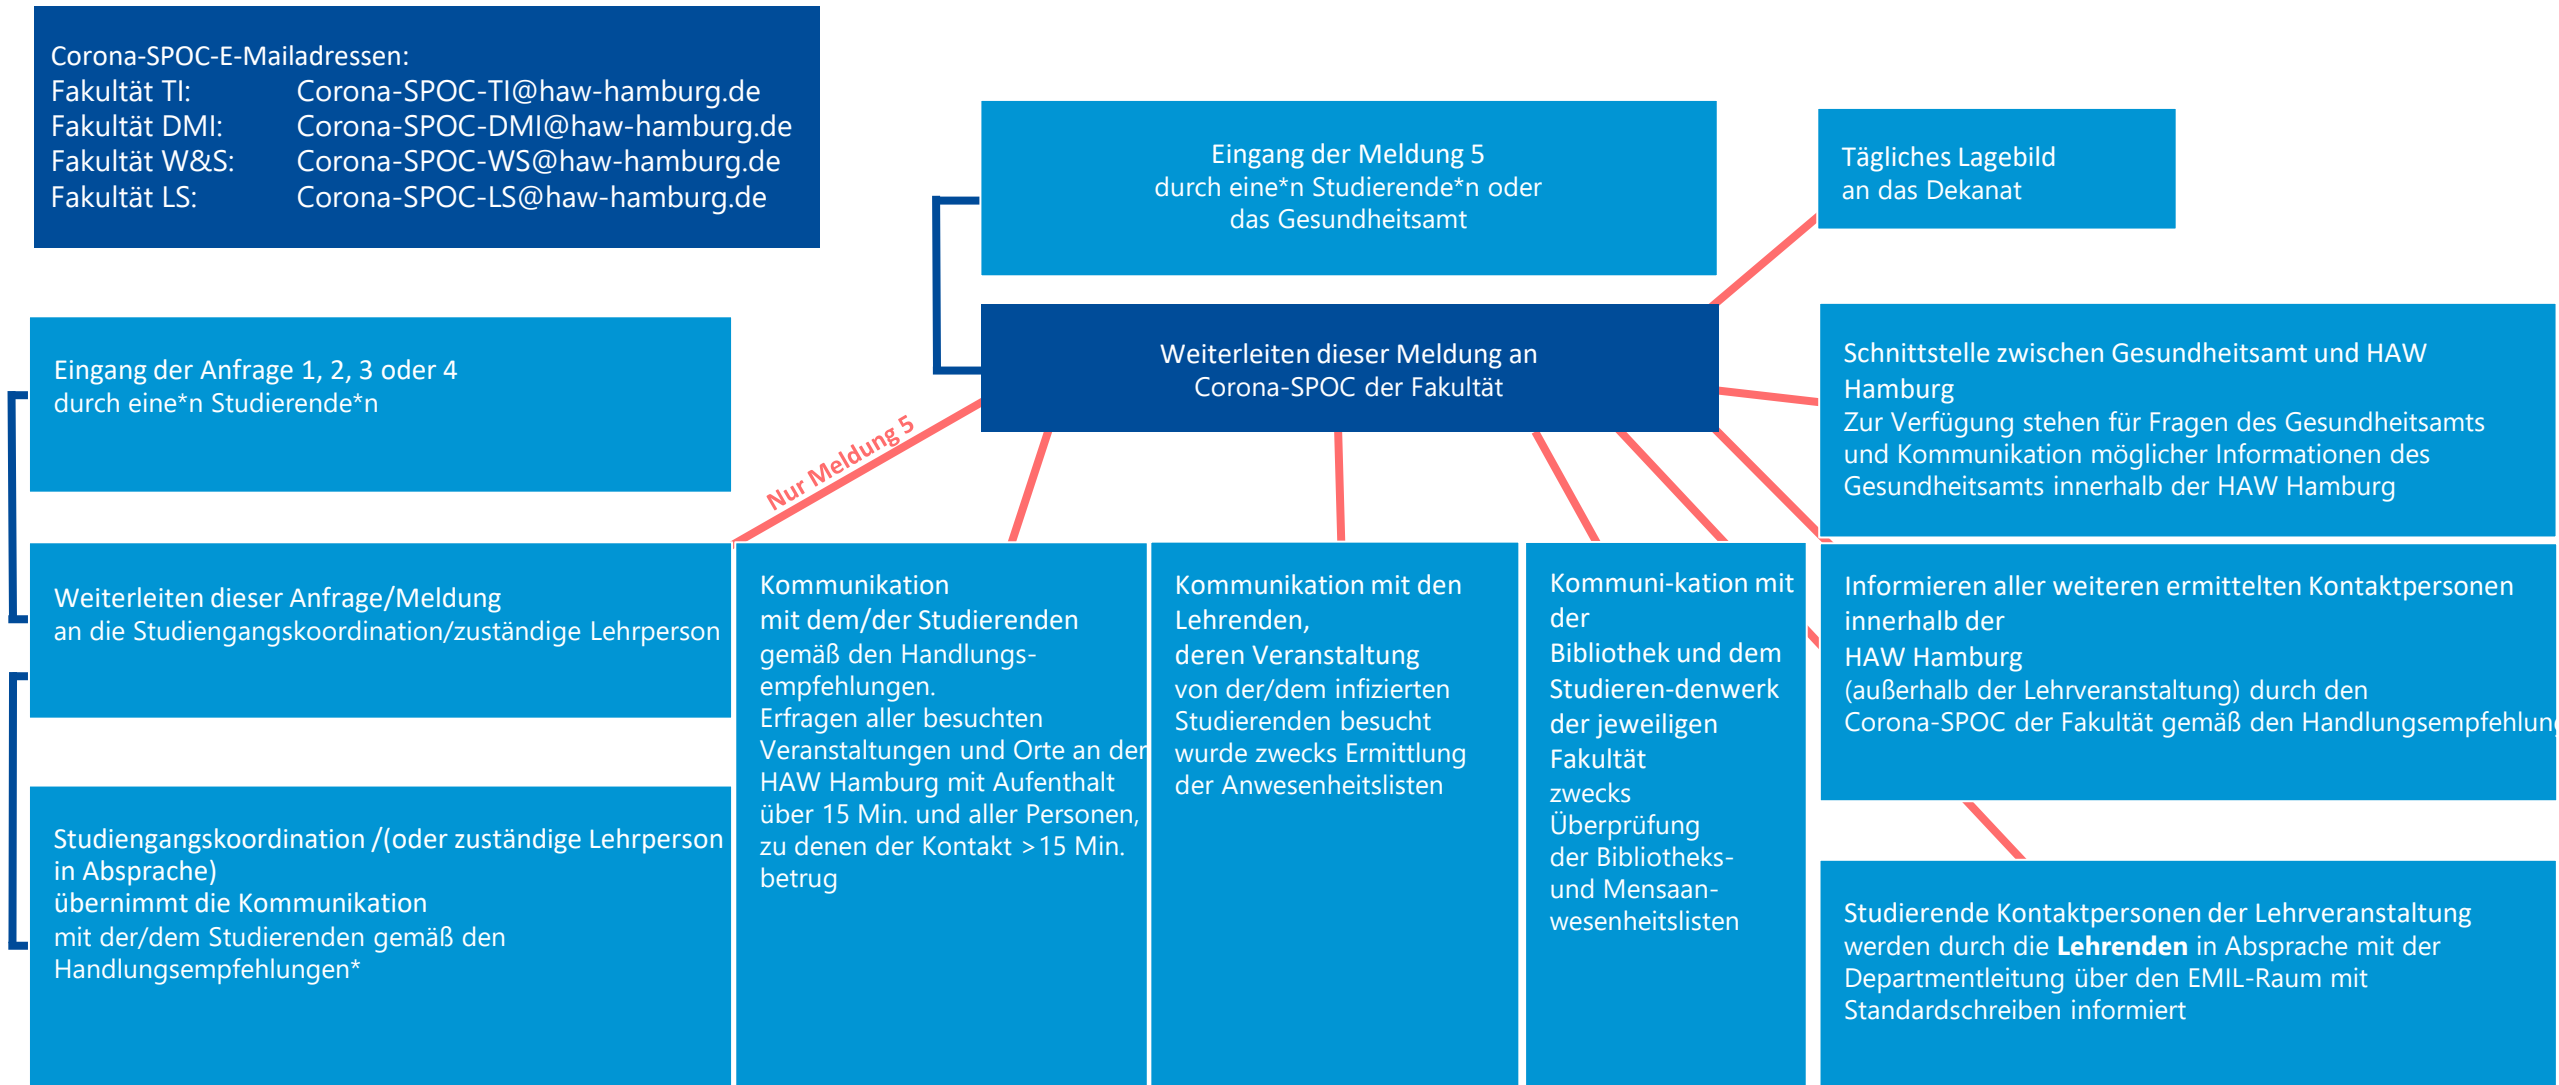 Corona-SPOC-E-Mailadressen:
Fakultät TI: Corona-SPOC-TI@haw-hamburg.de
Fakultät DMI: Corona-SPOC-DMI@haw-hamburg.de
Fakultät W&S: Corona-SPOC-WS@haw-hamburg.de
Fakultät LS: Corona-SPOC-LS@haw-hamburg.de
Eingang der Meldung 5
durch eine*n Studierende*n oder
das Gesundheitsamt
Tägliches Lagebild
an das Dekanat
Weiterleiten dieser Meldung an
Corona-SPOC der Fakultät
Eingang der Anfrage 1, 2, 3 oder 4
durch eine*n Studierende*n
Schnittstelle zwischen Gesundheitsamt und HAW
Hamburg
Zur Verfügung stehen für Fragen des Gesundheitsamts
und Kommunikation möglicher Informationen des
Gesundheitsamts innerhalb der HAW Hamburg
Nur Meldung 5
Weiterleiten dieser Anfrage/Meldung
an die Studiengangskoordination/zuständige Lehrperson
Studiengangskoordination /(oder zuständige Lehrperson
in Absprache)
übernimmt die Kommunikation
mit der/dem Studierenden gemäß den
Handlungsempfehlungen*
Kommunikation
mit dem/der Studierenden
gemäß den Handlungs-
empfehlungen.
Erfragen aller besuchten
Veranstaltungen und Orte an der
HAW Hamburg mit Aufenthalt
über 15 Min. und aller Personen,
zu denen der Kontakt >15 Min.
betrug
Kommunikation mit den
Lehrenden,
deren Veranstaltung
von der/dem infizierten
Studierenden besucht
wurde zwecks Ermittlung
der Anwesenheitslisten
Kommuni-kation mit
der
Bibliothek und dem
Studieren-denwerk
der jeweiligen
Fakultät
zwecks
Überprüfung
der Bibliotheks-
und Mensaan-
wesenheitslisten
Informieren aller weiteren ermittelten Kontaktpersonen
innerhalb der
HAW Hamburg
(außerhalb der Lehrveranstaltung) durch den
Corona-SPOC der Fakultät gemäß den Handlungsempfehlung
Studierende Kontaktpersonen der Lehrveranstaltung
werden durch die Lehrenden in Absprache mit der
Departmentleitung über den EMIL-Raum mit
Standardschreiben informiert